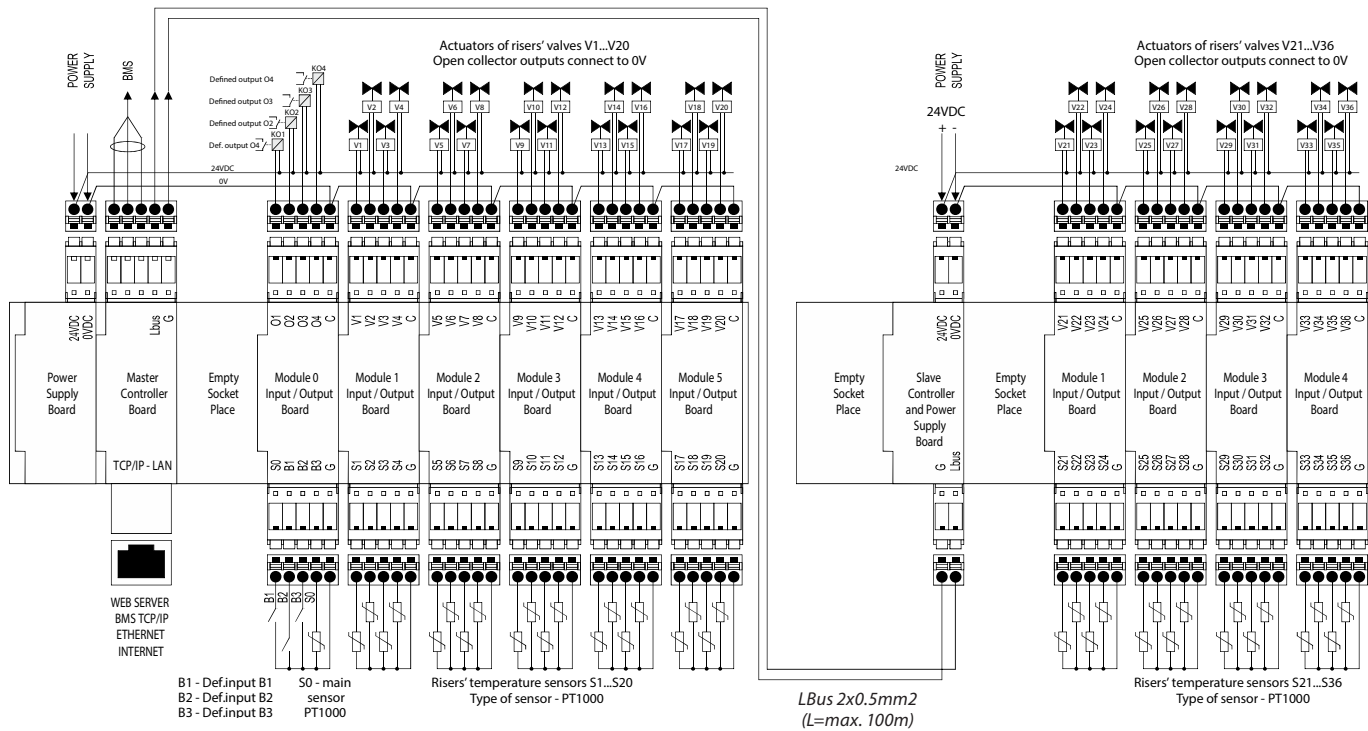 Actuators of risers' valves V1...V20
Open collector outputs connect to 0V
Actuators of risers' valves V21...V36
Open collector outputs connect to 0V
POWER
SUPPLY
BMS
Defined output O4
Defined output O3
Defined output O2
Def. output O4
KO4
KO3
KO2
KO1
V2 V4 V6 V8 V10 V12 V14 V16 V18 V20
V1 V3 V5 V7 V9 V11 V13 V15 V17 V19
24VDC
0V
POWER
SUPPLY
24VDC
+ -
24VDC
V22 V24 V26 V28 V30 V32 V34 V36
V21 V23 V25 V27 V29 V31 V33 V35
24VDC
0VDC
Lbus
G
O1 O2 O3 O4 C
V1 V2 V3 V4 C
V5 V6 V7 V8 C
V9 V10 V11 V12 C
V13 V14 V15 V16 C
V17 V18 V19 V20 C
24VDC
0VDC
V21 V22 V23 V24 C
V25 V26 V27 V28 C
V29 V30 V31 V32 C
V33 V34 V35 V36 C
Power
Supply
Board
Master
Controller
Board
Empty
Socket
Place
Module 0
Input / Output
Board
Module 1
Input / Output
Board
Module 2
Input / Output
Board
Module 3
Input / Output
Board
Module 4
Input / Output
Board
Module 5
Input / Output
Board
Empty
Socket
Place
Slave
Controller
and Power
Supply
Board
Empty
Socket
Place
Module 1
Input / Output
Board
Module 2
Input / Output
Board
Module 3
Input / Output
Board
Module 4
Input / Output
Board
TCP/IP - LAN
S0 B1 B2 B3 G
S1 S2 S3 S4 G
S5 S6 S7 S8 G
S9 S10 S11 S12 G
S13 S14 S15 S16 G
S17 S18 S19 S20 G
G
Lbus
S21 S22 S23 S24 G
S25 S26 S27 S28 G
S29 S30 S31 S32 G
S33 S34 S35 S36 G
B1 B2 B3 S0
WEB SERVER
BMS TCP/IP
ETHERNET
INTERNET
B1 - Def.input B1
B2 - Def.input B2
B3 - Def.input B3
S0 - main
sensor
PT1000
Risers' temperature sensors S1...S20
Type of sensor - PT1000
LBus 2x0.5mm2
(L=max. 100m)
Risers' temperature sensors S21...S36
Type of sensor - PT1000